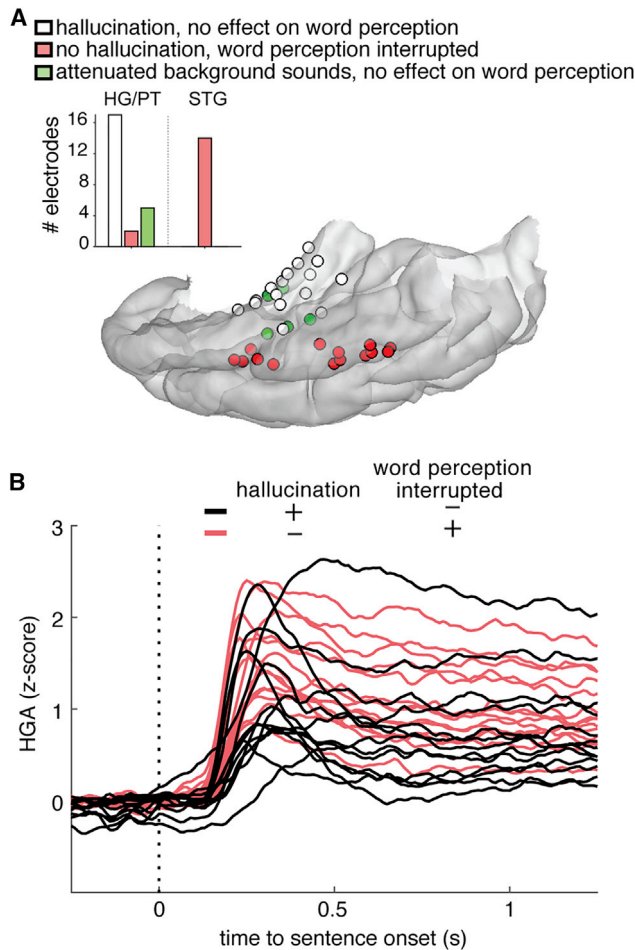 A
hallucination, no effect on word perception
no hallucination, word perception interrupted
attenuated background sounds, no effect on word perception
HG/PT STG
# electrodes
16
12
8
4
0
B
hallucination
word perception
interrupted
+ −
− +
HGA (z-score)
3
2
1
0
0 0.5 1
time to sentence onset (s)